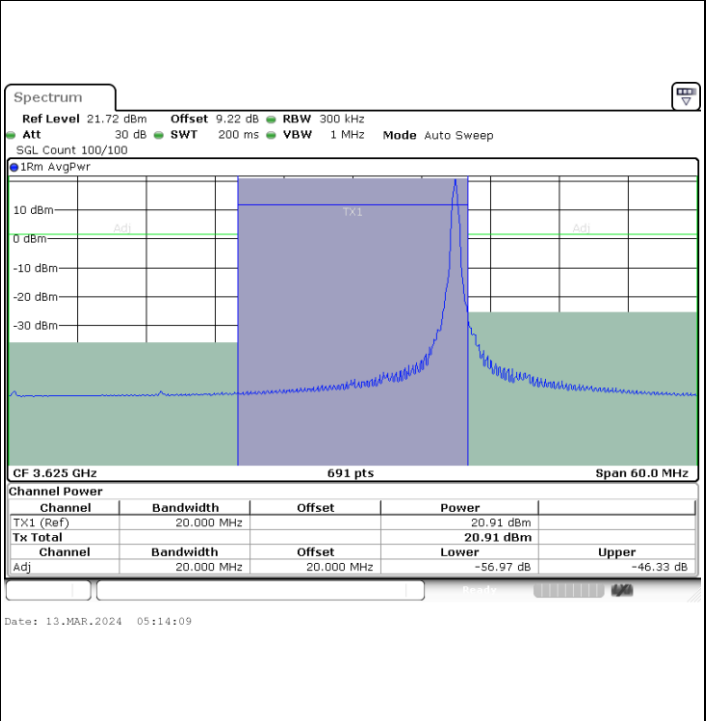 Spectrum
Ref Level 21.72 dBm Offset 9.22 dB RBW 300 kHz
Att 30 dB SWT 200 ms VBW 1 MHz Mode Auto Sweep
SGL Count 100/100
1Rm AvgPwr
10 dBm
TX1
Adj Adj
0 dBm
-10 dBm
-20 dBm
-30 dBm
CF 3.625 GHz 691 pts Span 60.0 MHz
Channel Power
Channel Bandwidth Offset Power
TX1 (Ref) 20.000 MHz 20.91 dBm
Tx Total 20.91 dBm
Channel Bandwidth Offset Lower Upper
Adj 20.000 MHz 20.000 MHz -56.97 dB -46.33 dB
Ready
Date: 13.MAR.2024 05:14:09